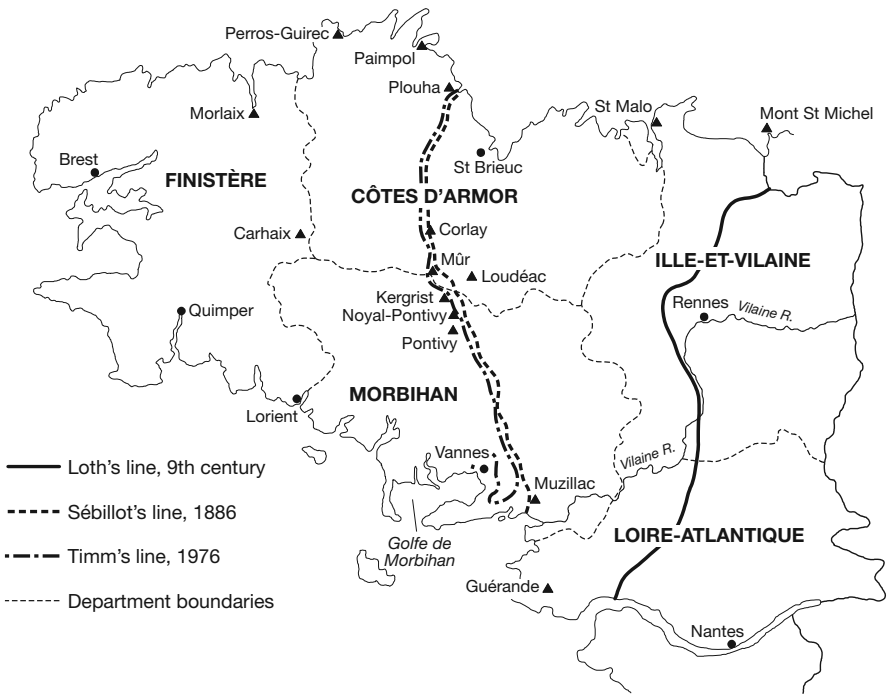 Perros-Guirec
Paimpol
Plouha
Morlaix
St Malo
Mont St Michel
Brest
St Brieuc
FINISTÈRE
CÔTES D'ARMOR
Carhaix
Corlay
Mûr
Loudéac
ILLE-ET-VILAINE
Kergrist
Noyal-Pontivy
Pontivy
Quimper
Rennes
Vilaine R.
MORBIHAN
Lorient
Vannes
Vilaine R.
Muzillac
LOIRE-ATLANTIQUE
Golfe de
Morbihan
Guérande
Nantes
Loth's line, 9th century
Sébillot's line, 1886
Timm's line, 1976
Department boundaries